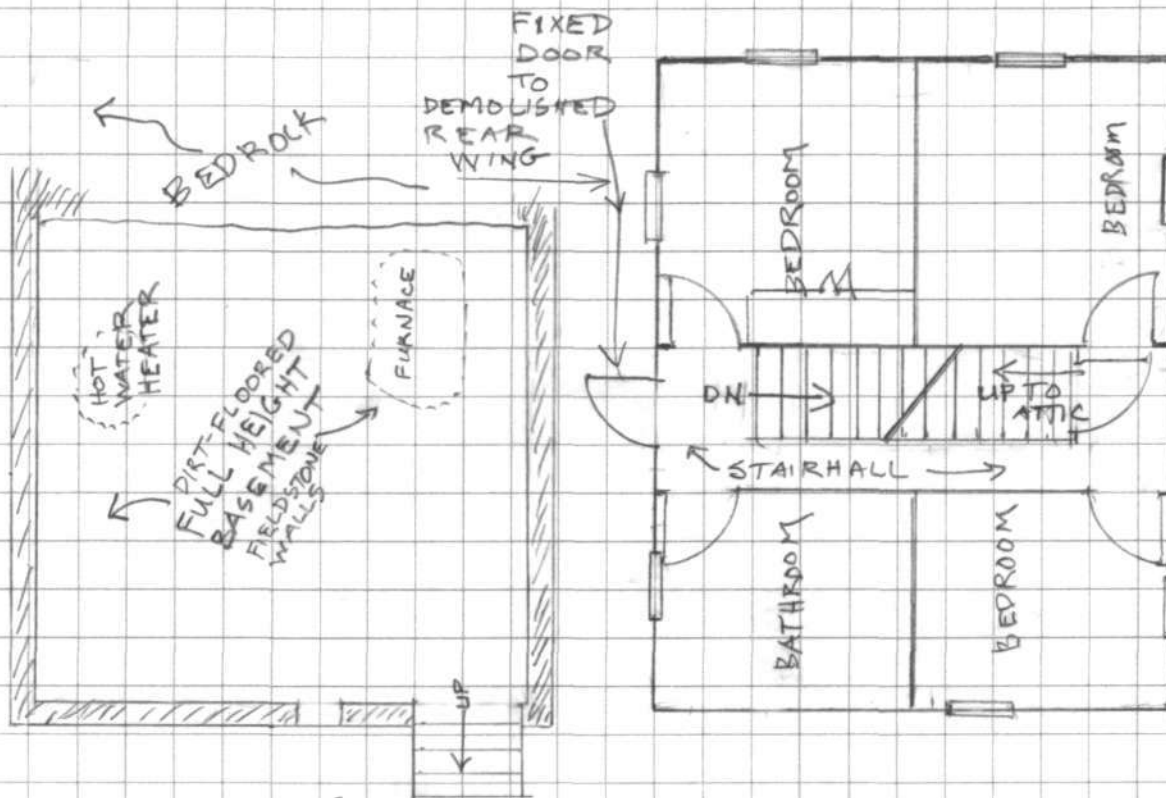 FIXED
DOOR
TO
DEMOLISHED
REAR
WING
BEDROCK
HOT
WATER
HEATER
FURNACE
DIRT-FLOORED
FULL HEIGHT
BASEMENT
FIELDSTONE
WALLS
UP
BEDROOM
BEDROOM
DN
UP TO
ATTIC
STAIRHALL
BATHROOM
BEDROOM